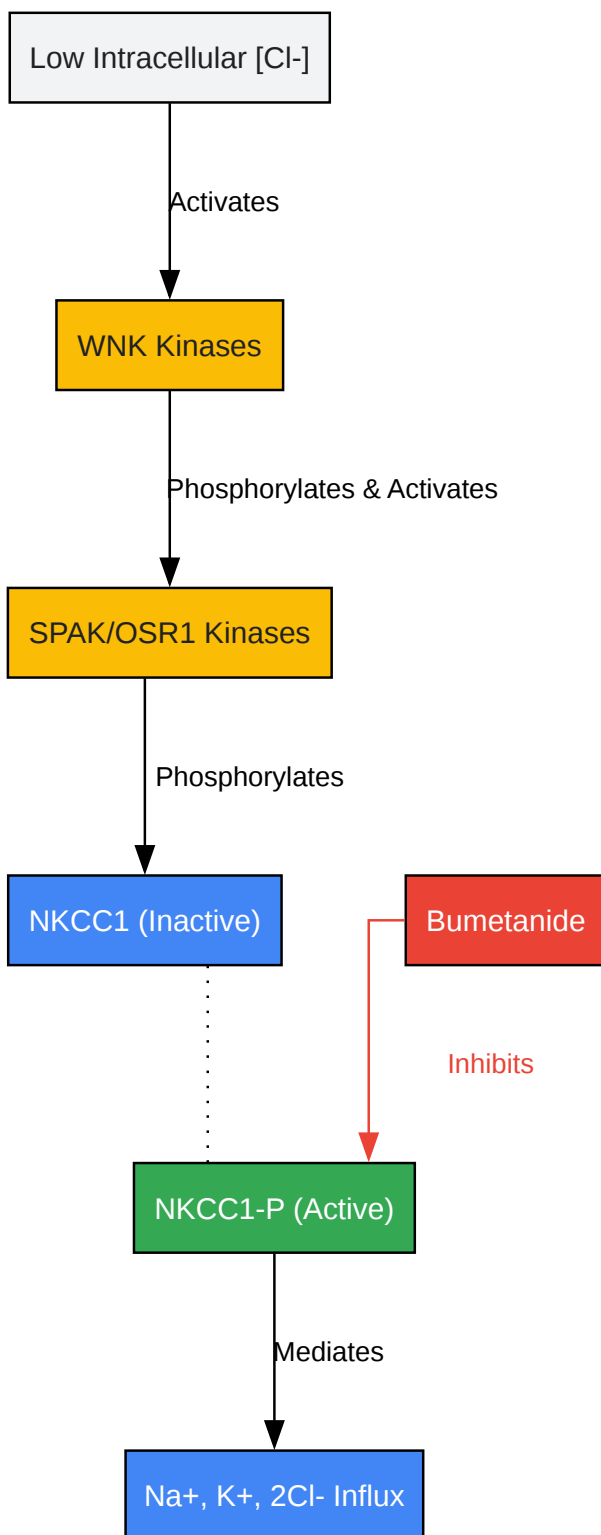 Low Intracellular [Cl-]
Activates
WNK Kinases
Phosphorylates & Activates
SPAK/OSR1 Kinases
Phosphorylates
NKCC1 (Inactive)
Bumetanide
Inhibits
NKCC1-P (Active)
Mediates
Na+, K+, 2Cl- Influx